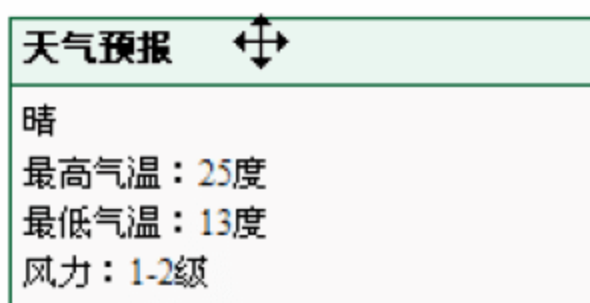 天气预报
晴
最高气温：25度
最低气温：13度
风力：1-2级